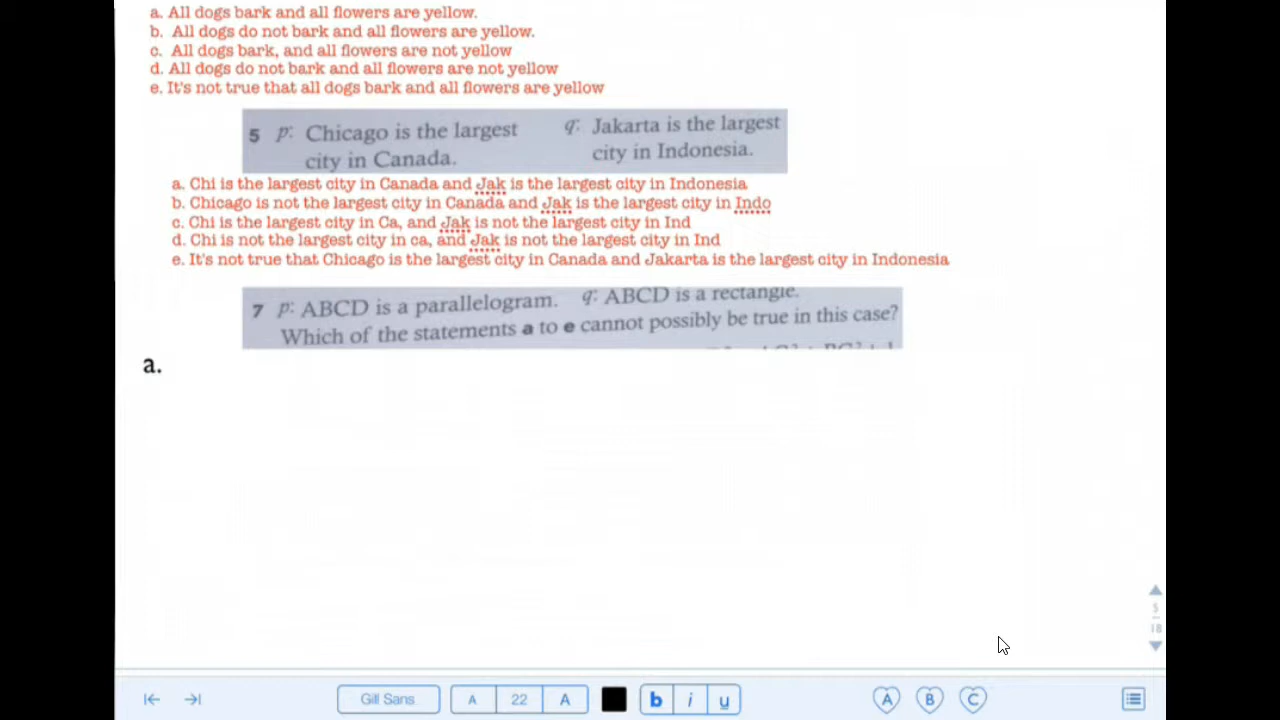 a. All dogs bark and all flowers are yellow.
b. All dogs do not bark and all flowers are yellow.
c. All dogs bark, and all flowers are not yellow
d. All dogs do not bark and all flowers are not yellow
e. It's not true that all dogs bark and all flowers are yellow
5 p: Chicago is the largest q: Jakarta is the largest
city in Canada. city in Indonesia.
a. Chi is the largest city in Canada and Jak is the largest city in Indonesia
b. Chicago is not the largest city in Canada and Jak is the largest city in Indo
c. Chi is the largest city in Ca, and Jak is not the largest city in Ind
d. Chi is not the largest city in ca, and Jak is not the largest city in Ind
e. It's not true that Chicago is the largest city in Canada and Jakarta is the largest city in Indonesia
7 p: ABCD is a parallelogram. q: ABCD is a rectangle.
Which of the statements a to e cannot possibly be true in this case?
a.
5
18
Gill Sans A 22 A b i u A B C